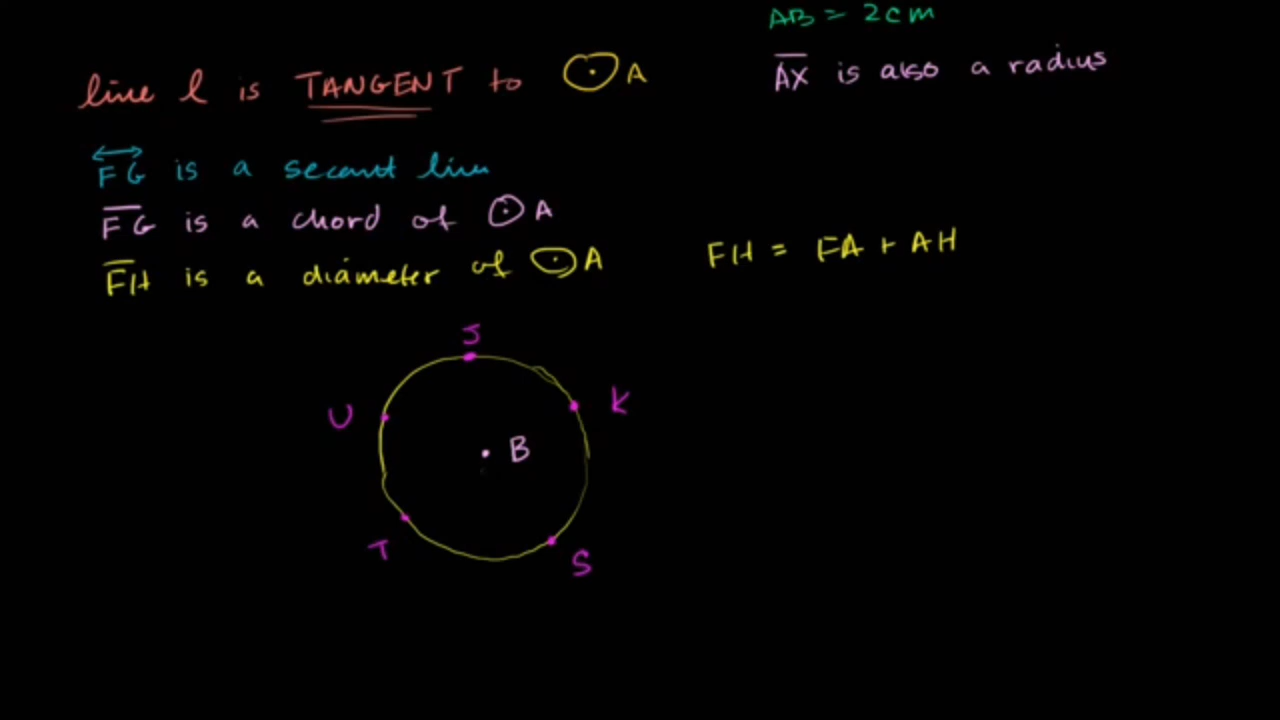 AB = 2cm
line l is TANGENT to ⊙ A
AX is also a radius
FG is a secant line
FG is a chord of ⊙ A
FH is a diameter of ⊙ A
FH = FA + AH
J
U
K
B
T
S